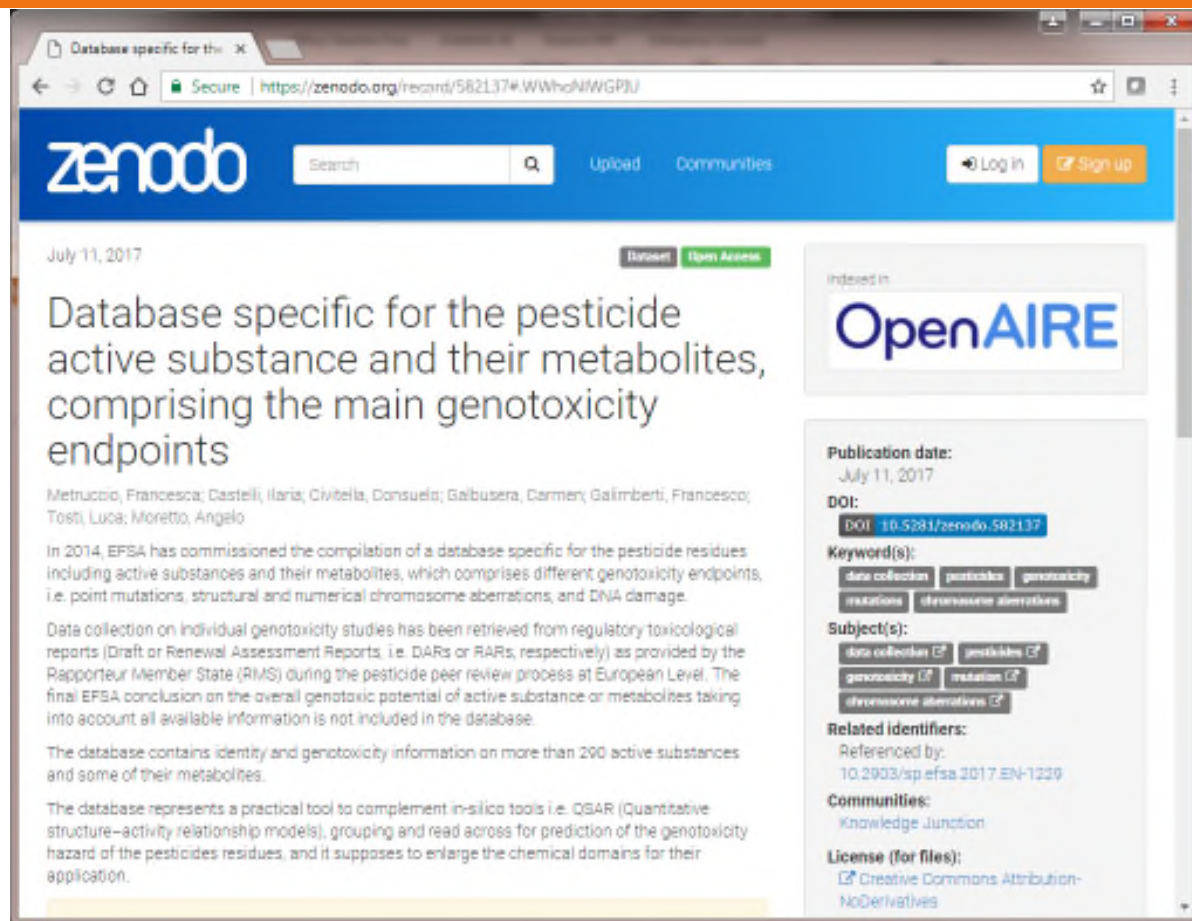 Database specific for the
Secure | https://zenodo.org/record/582137#.WWhoNIWGPIU
zenodo
Search
Upload
Communities
Log in
Sign up
July 11, 2017
Dataset
Open Access
Database specific for the pesticide
active substance and their metabolites,
comprising the main genotoxicity
endpoints
Metruccio, Francesca; Castelli, Ilaria; Civitella, Consuelo; Galbusera, Carmen; Galimberti, Francesco;
Tosti, Luca; Moretto, Angelo
In 2014, EFSA has commissioned the compilation of a database specific for the pesticide residues
including active substances and their metabolites, which comprises different genotoxicity endpoints,
i.e. point mutations, structural and numerical chromosome aberrations, and DNA damage.
Data collection on individual genotoxicity studies has been retrieved from regulatory toxicological
reports (Draft or Renewal Assessment Reports, i.e. DARs or RARs, respectively) as provided by the
Rapporteur Member State (RMS) during the pesticide peer review process at European Level. The
final EFSA conclusion on the overall genotoxic potential of active substance or metabolites taking
into account all available information is not included in the database.
The database contains identity and genotoxicity information on more than 290 active substances
and some of their metabolites.
The database represents a practical tool to complement in-silico tools i.e. QSAR (Quantitative
structure–activity relationship models), grouping and read across for prediction of the genotoxicity
hazard of the pesticides residues, and it supposes to enlarge the chemical domains for their
application.
Indexed in
OpenAIRE
Publication date:
July 11, 2017
DOI:
DOI 10.5281/zenodo.582137
Keyword(s):
data collection pesticides genotoxicity
mutations chromosome aberrations
Subject(s):
data collection pesticides
genotoxicity mutation
chromosome aberrations
Related identifiers:
Referenced by:
10.2903/sp.efsa.2017.EN-1229
Communities:
Knowledge Junction
License (for files):
Creative Commons Attribution-
NoDerivatives